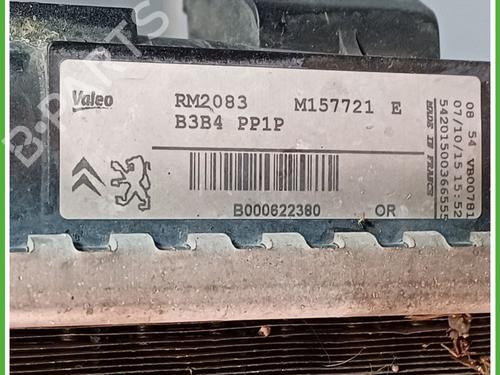 B-PARTS
Valeo
RM2083 M157721 E
B3B4 PP1P
B000622380 OR
08 54 VB00781
07/10/15 15:52
MADE IN FRANCE
54201500366555